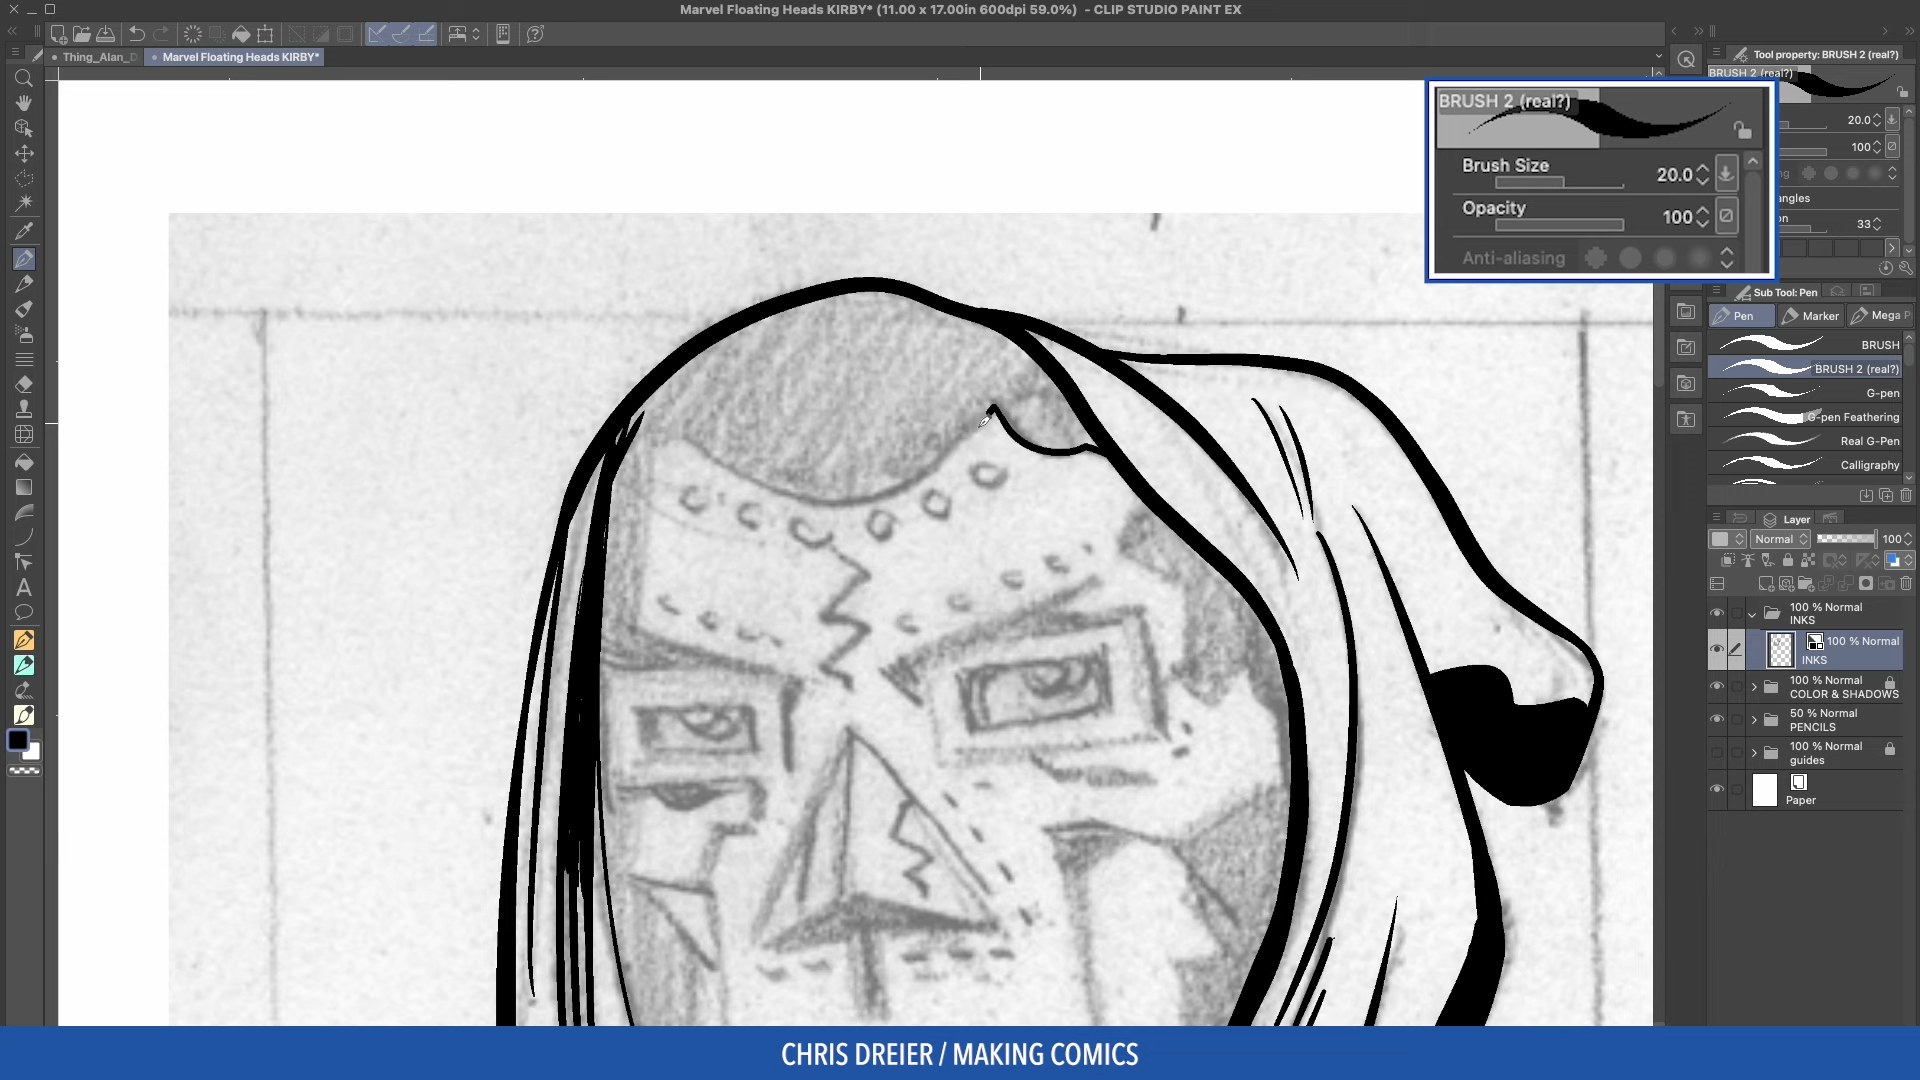 Marvel Floating Heads KIRBY* (11.00 x 17.00in 600dpi 59.0%) - CLIP STUDIO PAINT EX
Thing_Alan_D
Marvel Floating Heads KIRBY*
Tool property: BRUSH 2 (real?)
BRUSH 2 (real?)
20.0
100
ng
angles
on
33
BRUSH 2 (real?)
Brush Size
20.0
Opacity
100
Anti-aliasing
Sub Tool: Pen
Pen
Marker
Mega P
BRUSH
BRUSH 2 (real?)
G-pen
G-pen Feathering
Real G-Pen
Calligraphy
Layer
Normal
100
100 % Normal
INKS
100 % Normal
INKS
100 % Normal
COLOR & SHADOWS
50 % Normal
PENCILS
100 % Normal
guides
Paper
CHRIS DREIER / MAKING COMICS